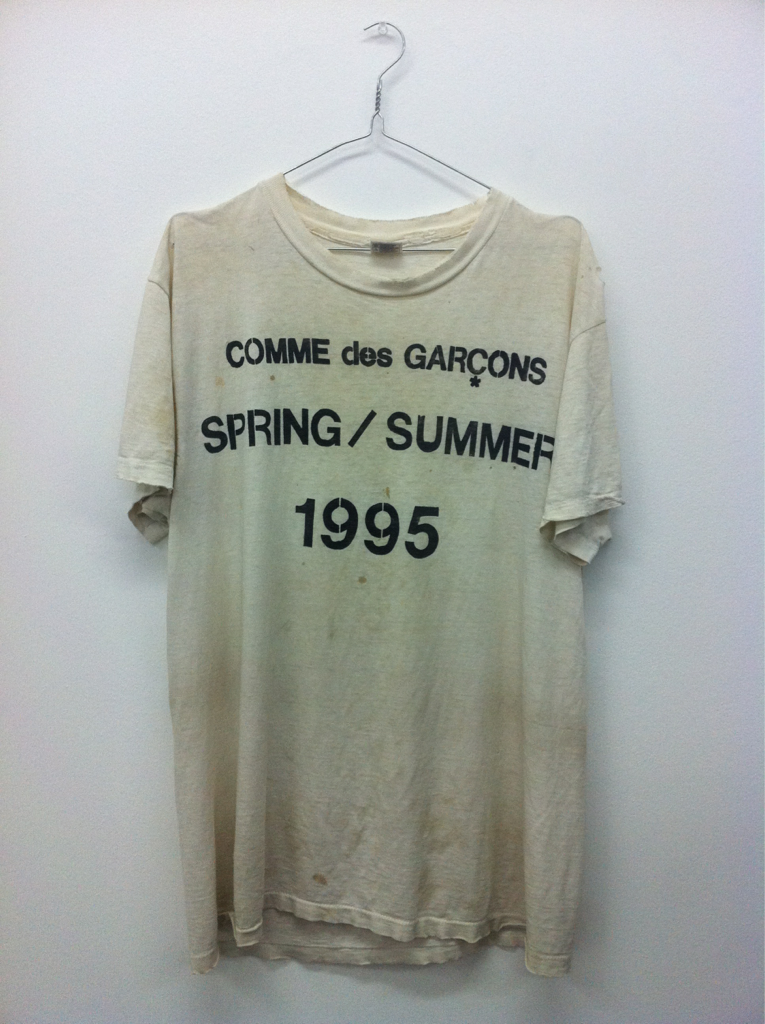 COMME des GARÇONS
*
SPRING / SUMMER
1995